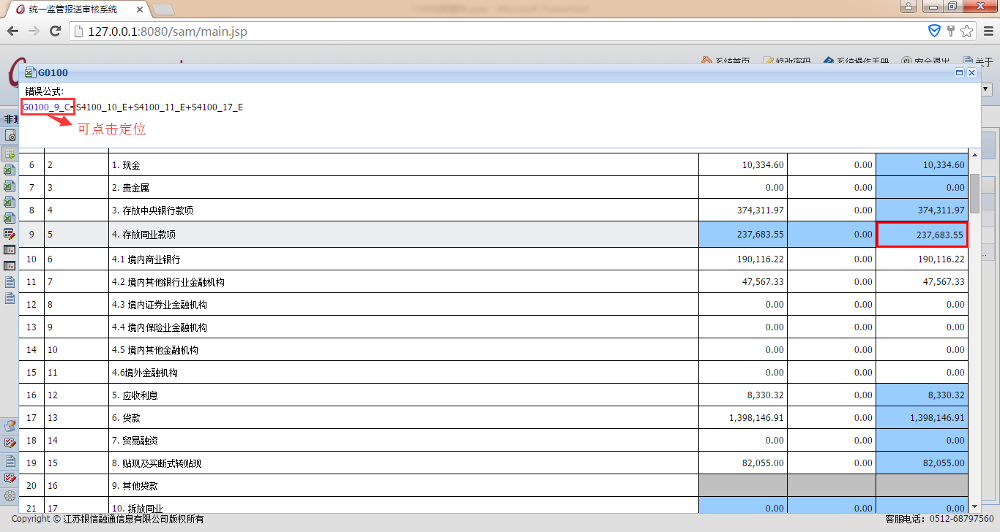 统一监管报送审核系统
127.0.0.1:8080/sam/main.jsp
系统首页 修改密码 系统操作手册 安全退出 关于
G0100
错误公式:
G0100_9_C=S4100_10_E+S4100_11_E+S4100_17_E
可点击定位
6 2 1. 现金 10,334.60 0.00 10,334.60
7 3 2. 贵金属 0.00 0.00 0.00
8 4 3. 存放中央银行款项 374,311.97 0.00 374,311.97
9 5 4. 存放同业款项 237,683.55 0.00 237,683.55
10 6 4.1 境内商业银行 190,116.22 0.00 190,116.22
11 7 4.2 境内其他银行业金融机构 47,567.33 0.00 47,567.33
12 8 4.3 境内证券业金融机构 0.00 0.00 0.00
13 9 4.4 境内保险业金融机构 0.00 0.00 0.00
14 10 4.5 境内其他金融机构 0.00 0.00 0.00
15 11 4.6境外金融机构 0.00 0.00 0.00
16 12 5. 应收利息 8,330.32 0.00 8,330.32
17 13 6. 贷款 1,398,146.91 0.00 1,398,146.91
18 14 7. 贸易融资 0.00 0.00 0.00
19 15 8. 贴现及买断式转贴现 82,055.00 0.00 82,055.00
20 16 9. 其他贷款
21 17 10. 拆放同业 0.00 0.00 0.00
Copyright © 江苏银信融通信息有限公司版权所有
客服电话：0512-68797560